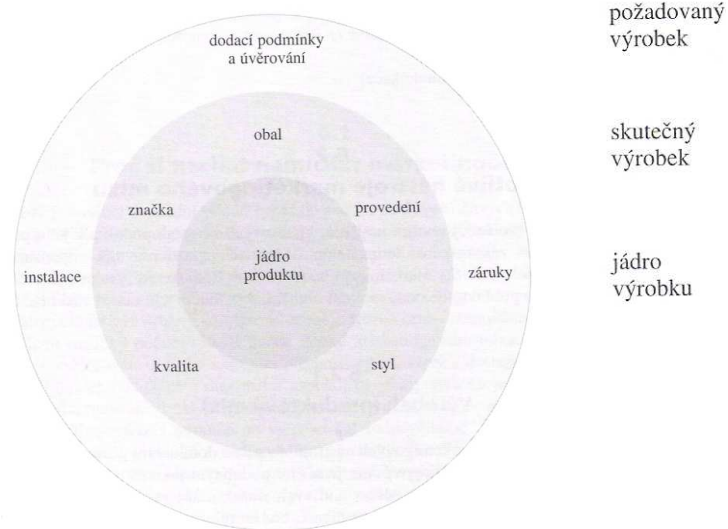 požadovaný
výrobek
dodací podmínky
a úvěrování
obal
skutečný
výrobek
značka
provedení
jádro
produktu
instalace
záruky
jádro
výrobku
kvalita
styl